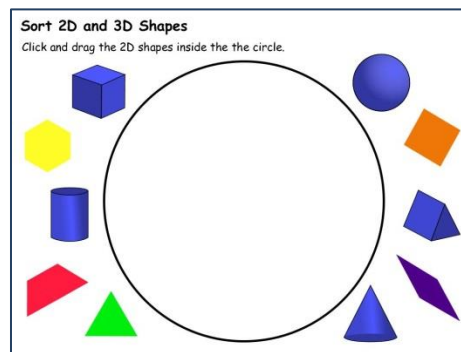 Sort 2D and 3D Shapes
Click and drag the 2D shapes inside the the circle.